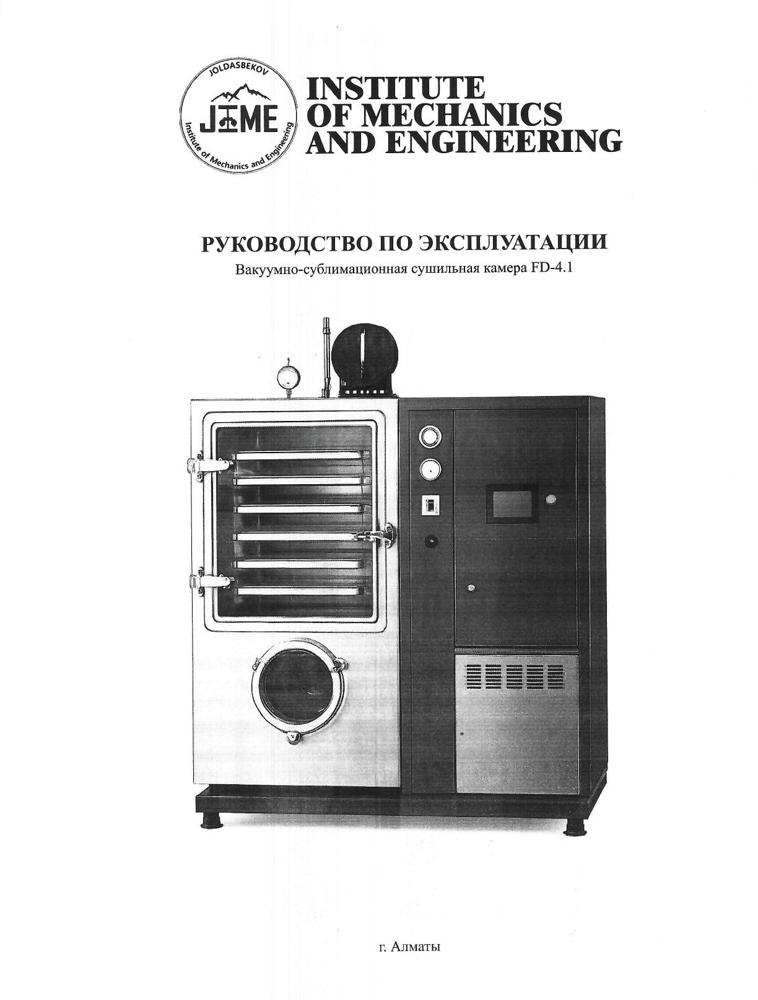 JOLDASBEKOV
JIME
Institute of Mechanics and Engineering
INSTITUTE
OF MECHANICS
AND ENGINEERING
РУКОВОДСТВО ПО ЭКСПЛУАТАЦИИ
Вакуумно-сублимационная сушильная камера FD-4.1
г. Алматы